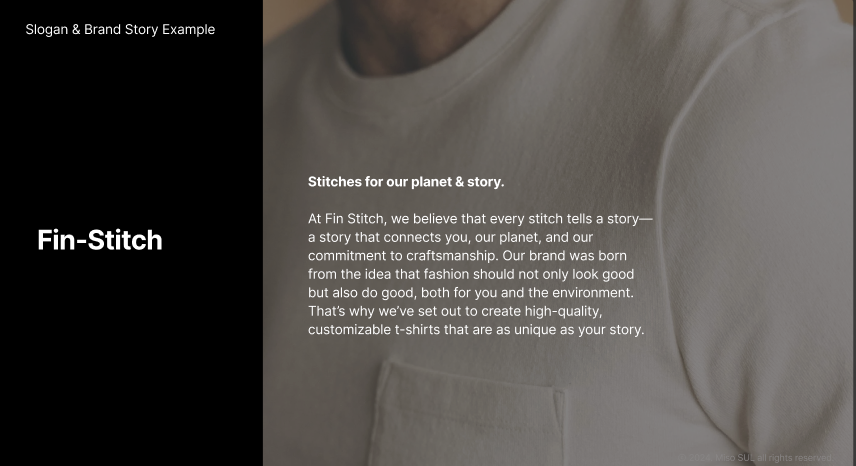 Slogan & Brand Story Example
Fin-Stitch
Stitches for our planet & story.
At Fin Stitch, we believe that every stitch tells a story—
a story that connects you, our planet, and our
commitment to craftsmanship. Our brand was born
from the idea that fashion should not only look good
but also do good, both for you and the environment.
That’s why we’ve set out to create high-quality,
customizable t-shirts that are as unique as your story.
SUL all rights reserved.